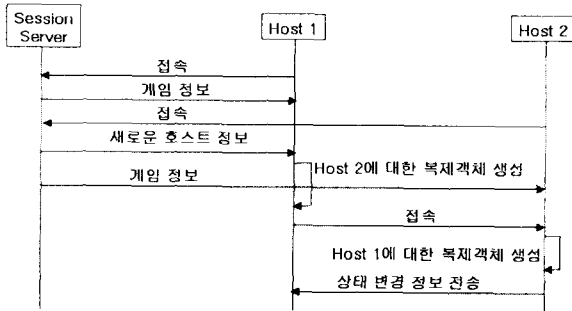 Session
Server
Host 1
Host 2
접속
게임 정보
접속
새로운 호스트 정보
Host 2에 대한 복제객체 생성
게임 정보
접속
Host 1에 대한 복제객체 생성
상태 변경 정보 전송